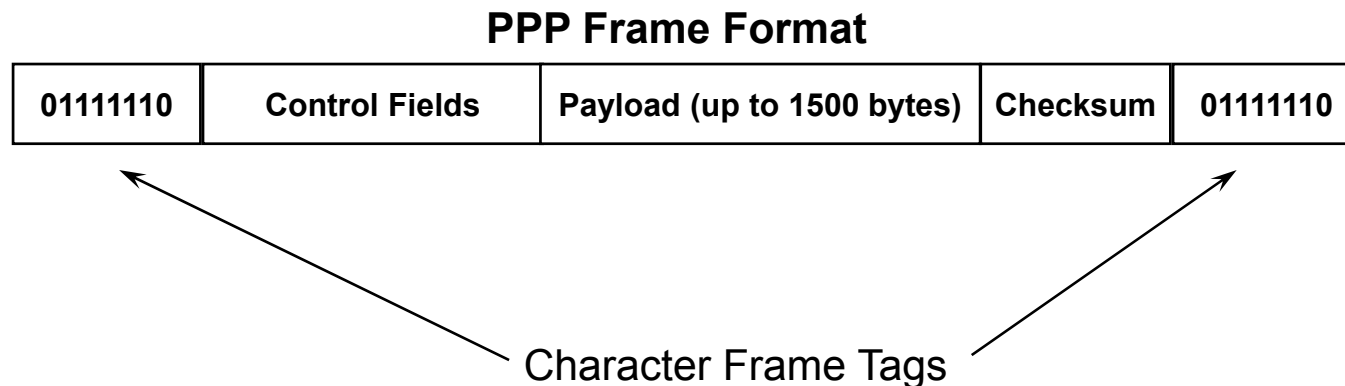 PPP Frame Format
01111110 Control Fields Payload (up to 1500 bytes) Checksum 01111110
Character Frame Tags